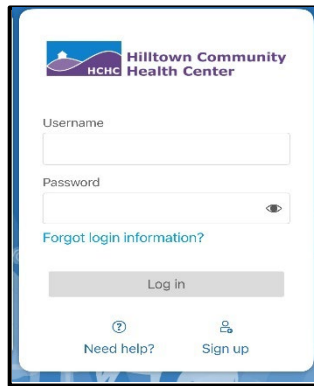 Hilltown Community
HCHC Health Center
Username
Password
Forgot login information?
Log in
Need help? Sign up